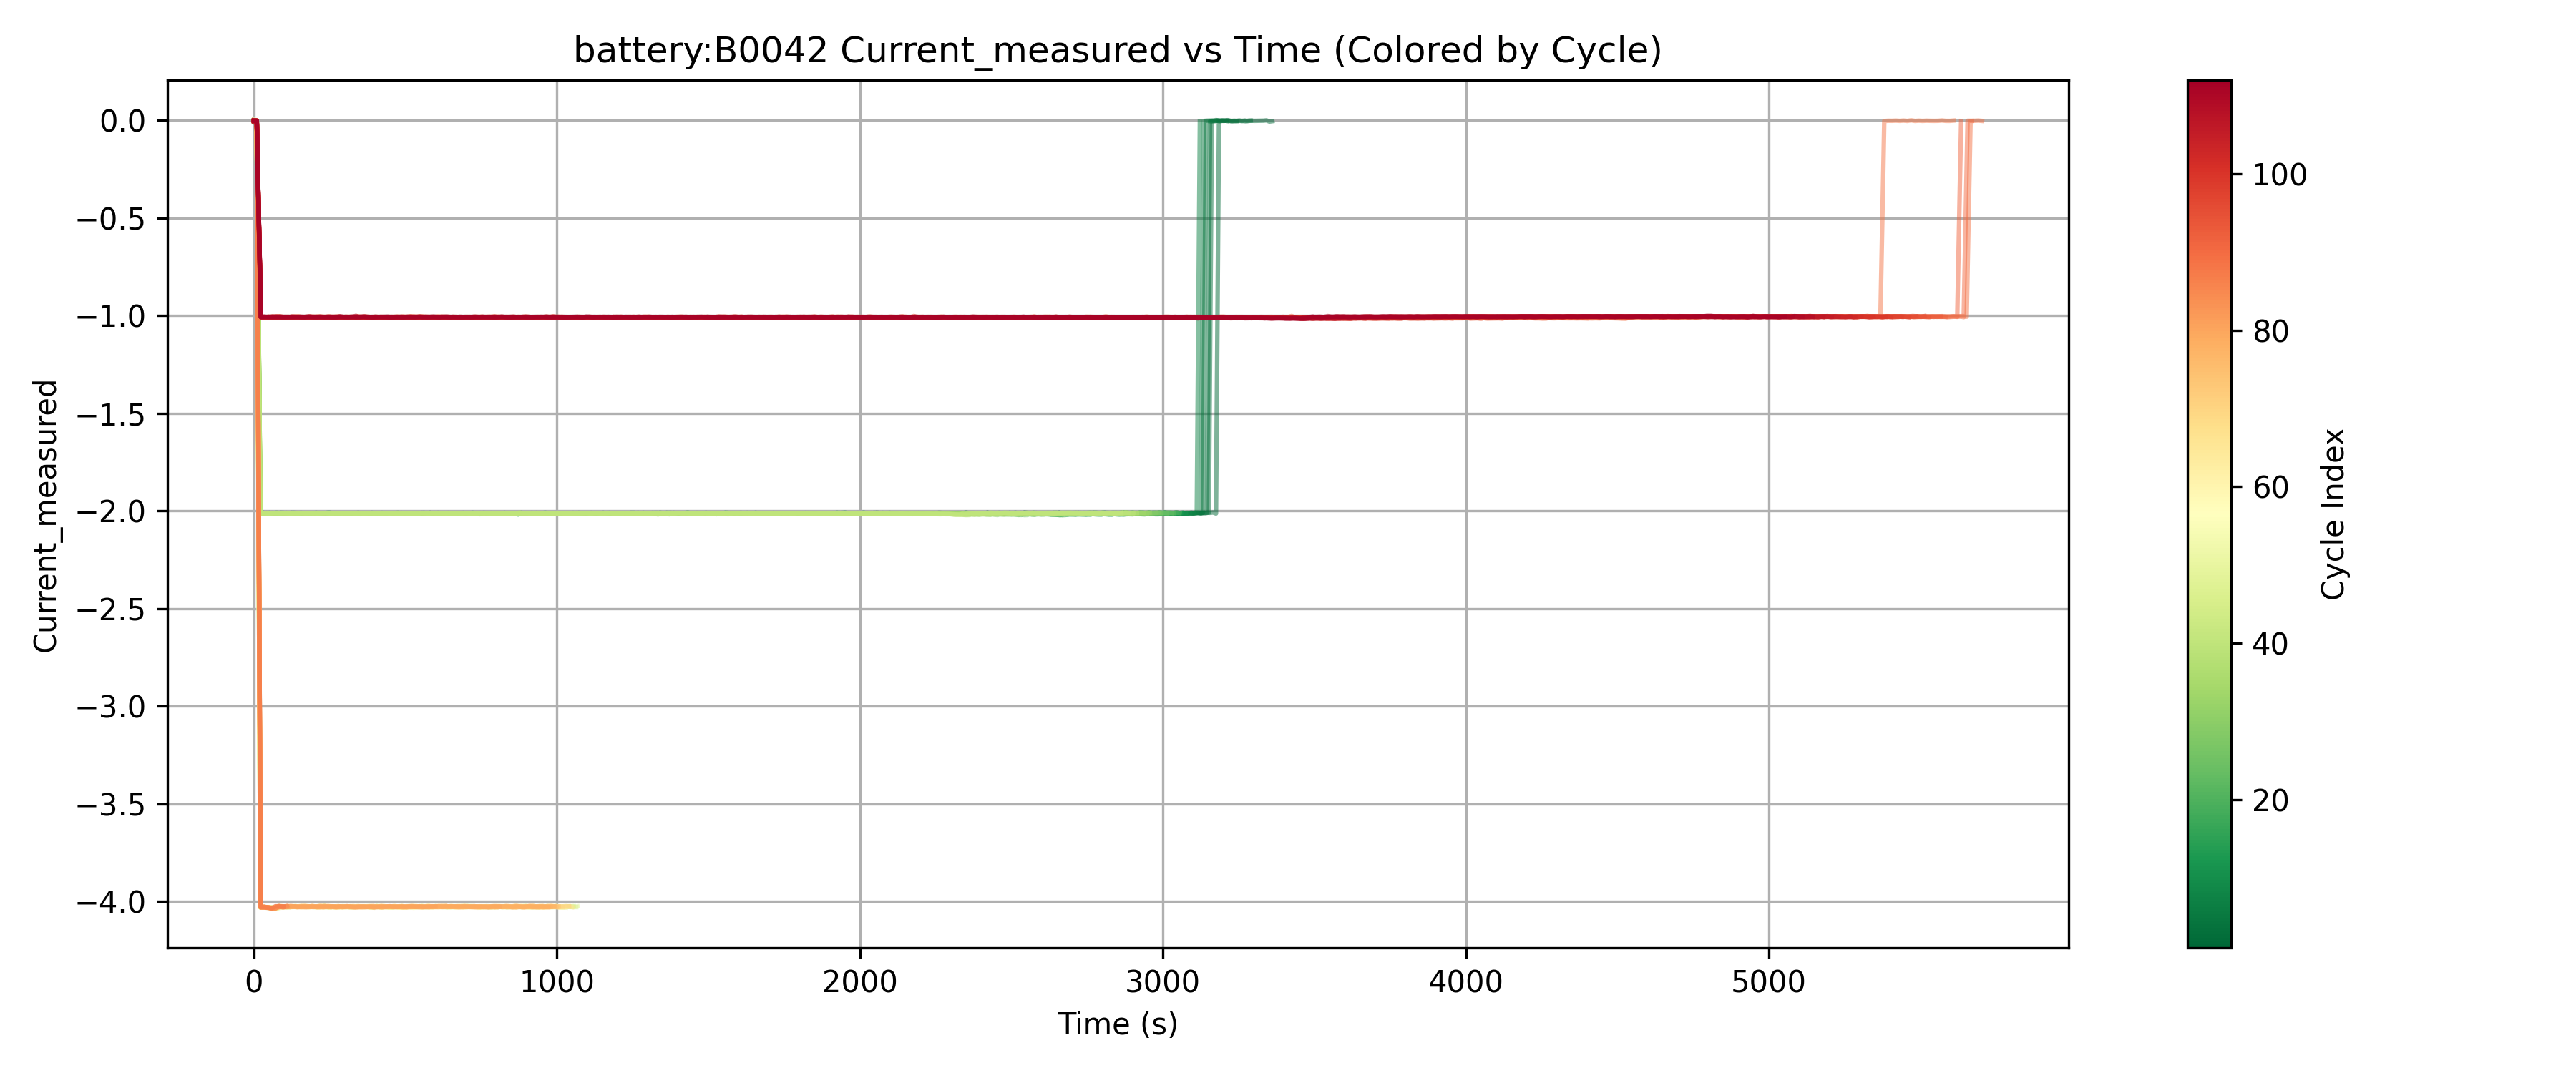 battery:B0042 Current_measured vs Time (Colored by Cycle)
Current_measured
0.0
−0.5
−1.0
−1.5
−2.0
−2.5
−3.0
−3.5
−4.0
0 1000 2000 3000 4000 5000
Time (s)
100
80
60
40
20
Cycle Index